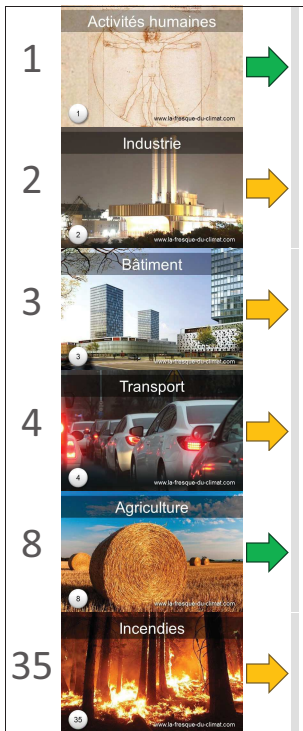 Activités humaines
1
1
www.la-fresque-du-climat.com
Industrie
2
2
www.la-fresque-du-climat.com
Bâtiment
3
3
www.la-fresque-du-climat.com
Transport
4
4
www.la-fresque-du-climat.com
Agriculture
8
8
www.la-fresque-du-climat.com
Incendies
35
35
www.la-fresque-du-climat.com